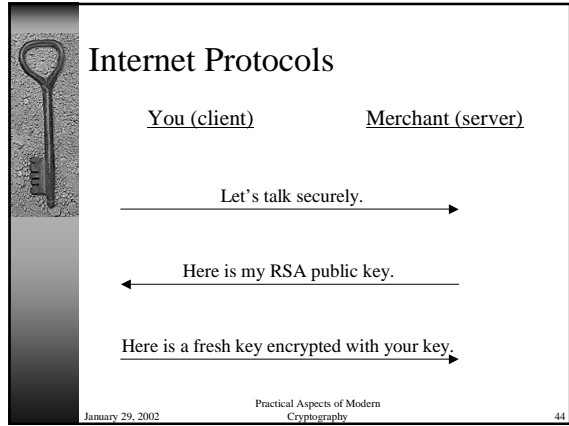 Internet Protocols
You (client) Merchant (server)
Let’s talk securely.
Here is my RSA public key.
Here is a fresh key encrypted with your key.
January 29, 2002
Practical Aspects of Modern
Cryptography
44